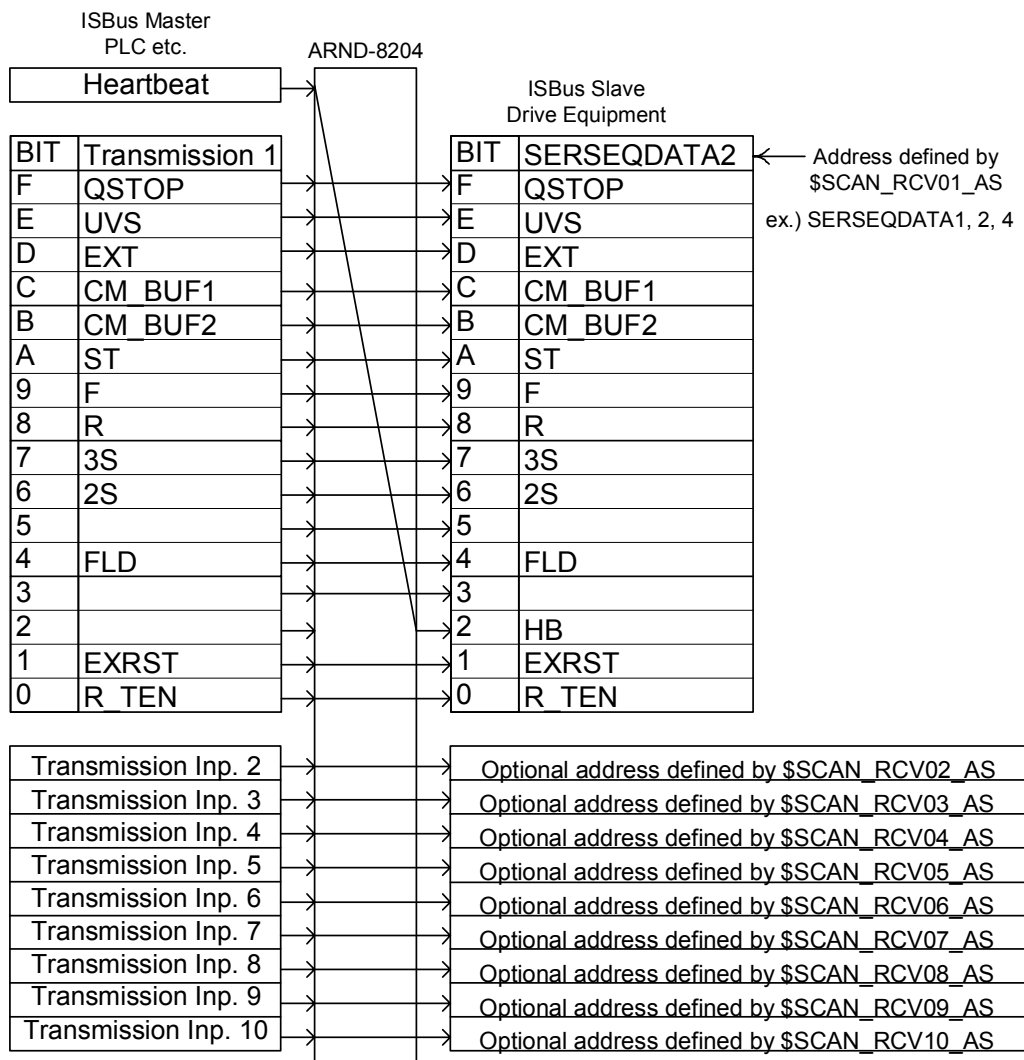 ISBus Master
PLC etc.
ARND-8204
Heartbeat
ISBus Slave
Drive Equipment
BIT Transmission 1 BIT SERSEQDATA2 Address defined by
$SCAN_RCV01_AS
F QSTOP F QSTOP
ex.) SERSEQDATA1, 2, 4
E UVS E UVS
D EXT D EXT
C CM_BUF1 C CM_BUF1
B CM_BUF2 B CM_BUF2
A ST A ST
9 F 9 F
8 R 8 R
7 3S 7 3S
6 2S 6 2S
5 5
4 FLD 4 FLD
3 3
2 2 HB
1 EXRST 1 EXRST
0 R_TEN 0 R_TEN
Transmission Inp. 2 Optional address defined by $SCAN_RCV02_AS
Transmission Inp. 3 Optional address defined by $SCAN_RCV03_AS
Transmission Inp. 4 Optional address defined by $SCAN_RCV04_AS
Transmission Inp. 5 Optional address defined by $SCAN_RCV05_AS
Transmission Inp. 6 Optional address defined by $SCAN_RCV06_AS
Transmission Inp. 7 Optional address defined by $SCAN_RCV07_AS
Transmission Inp. 8 Optional address defined by $SCAN_RCV08_AS
Transmission Inp. 9 Optional address defined by $SCAN_RCV09_AS
Transmission Inp. 10 Optional address defined by $SCAN_RCV10_AS